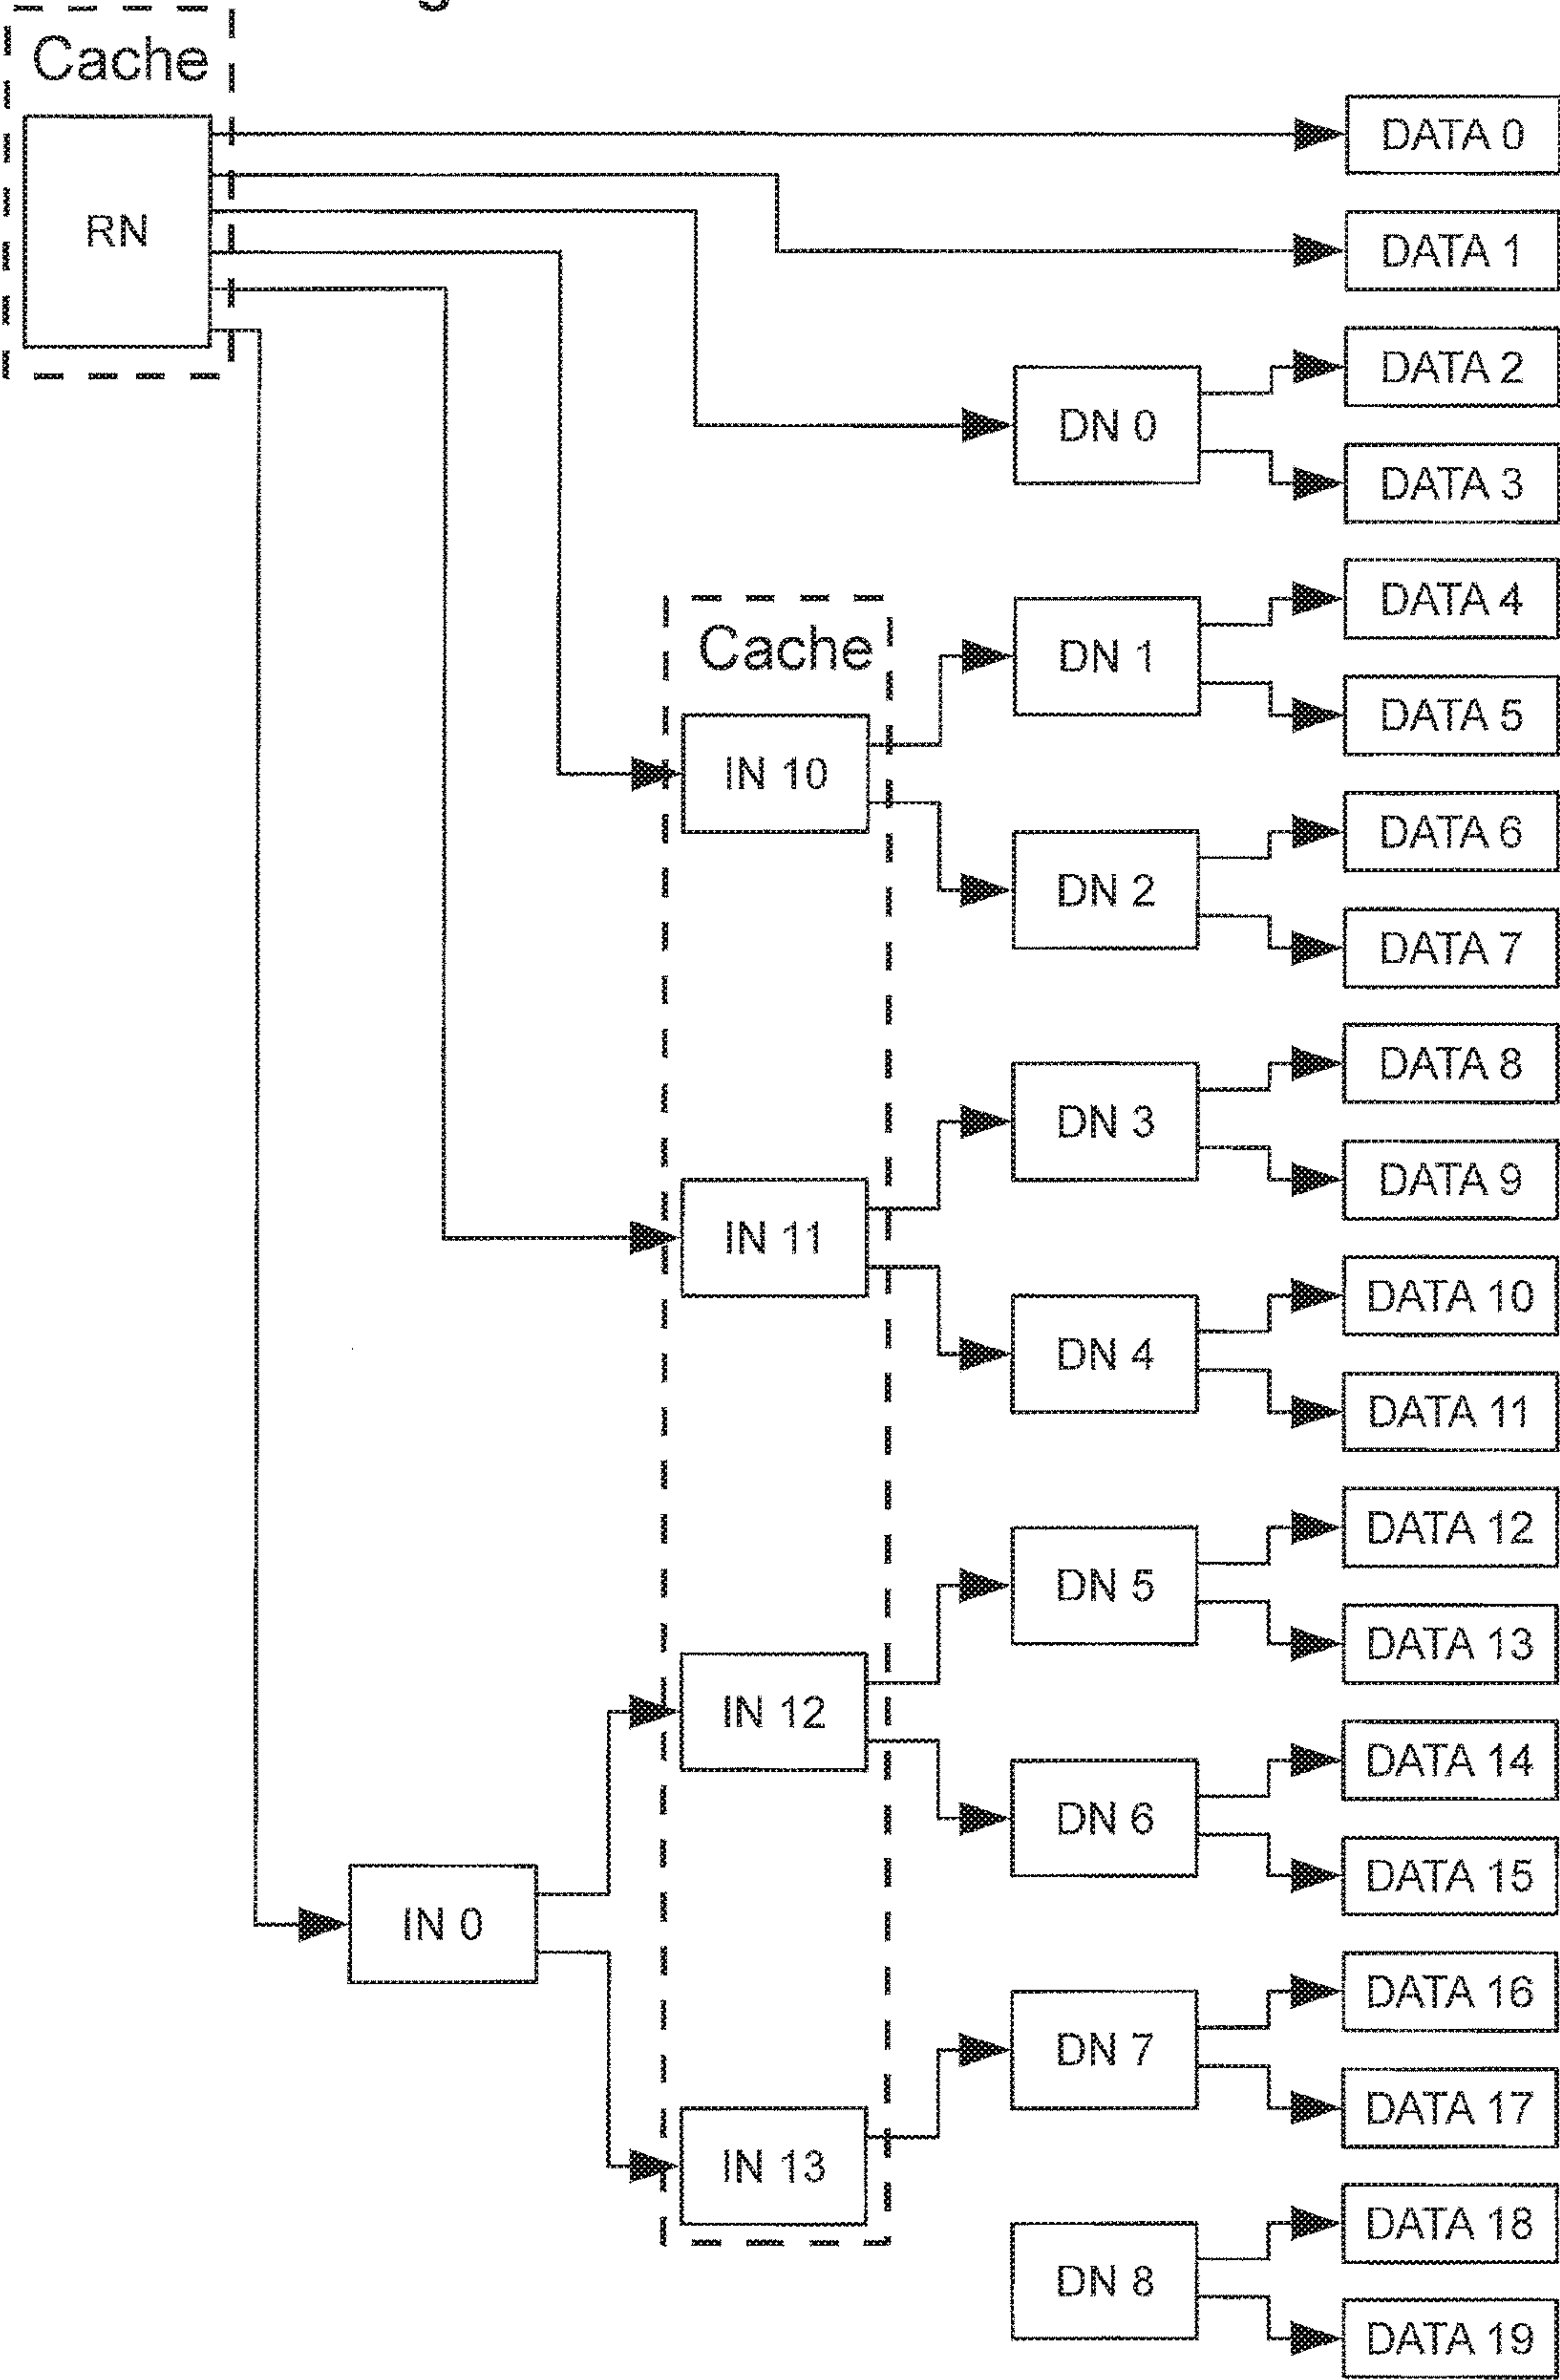 Cache
RN
DATA 0
DATA 1
DATA 2
DN 0
DATA 3
DATA 4
Cache
DN 1
DATA 5
IN 10
DATA 6
DN 2
DATA 7
DATA 8
DN 3
DATA 9
IN 11
DATA 10
DN 4
DATA 11
DATA 12
DN 5
DATA 13
IN 12
DATA 14
DN 6
DATA 15
IN 0
DATA 16
DN 7
DATA 17
IN 13
DATA 18
DN 8
DATA 19